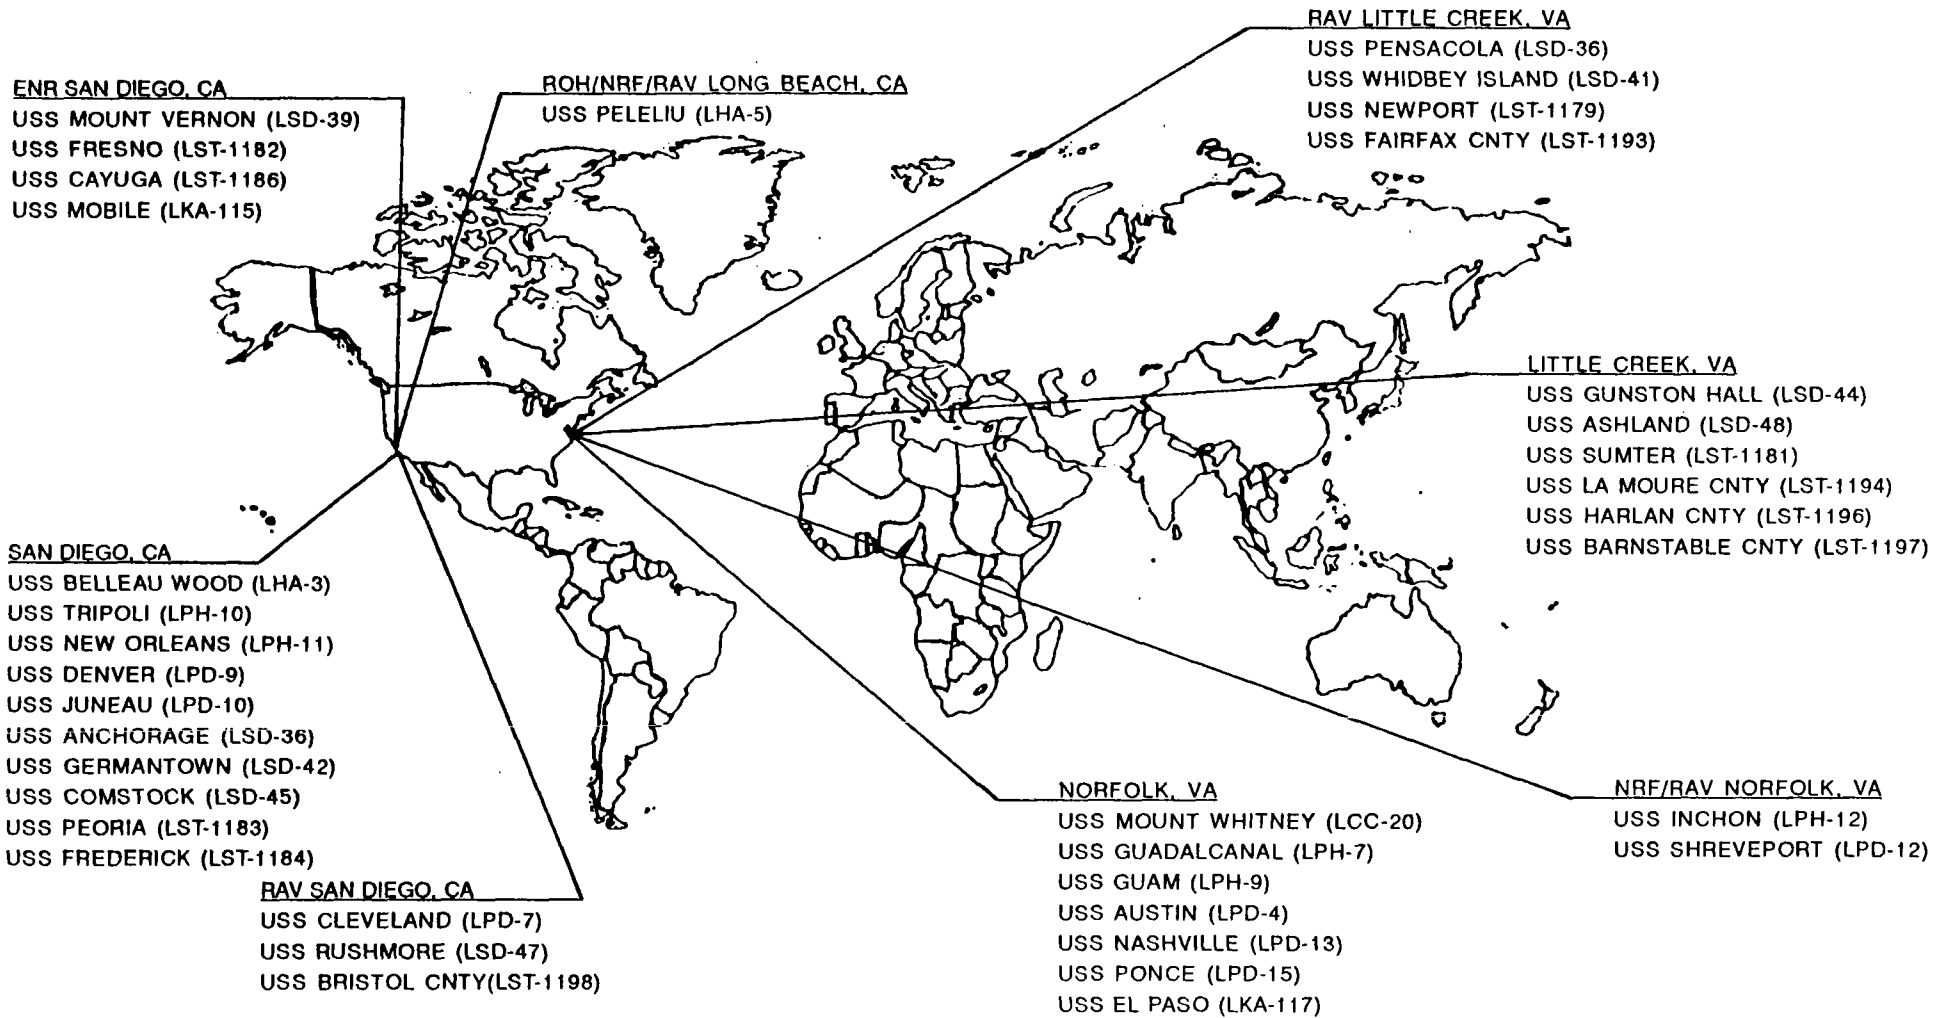 RAV LITTLE CREEK, VA
USS PENSACOLA (LSD-36)
USS WHIDBEY ISLAND (LSD-41)
USS NEWPORT (LST-1179)
USS FAIRFAX CNTY (LST-1193)
ENR SAN DIEGO, CA
USS MOUNT VERNON (LSD-39)
USS FRESNO (LST-1182)
USS CAYUGA (LST-1186)
USS MOBILE (LKA-115)
ROH/NRF/RAV LONG BEACH, CA
USS PELELIU (LHA-5)
LITTLE CREEK, VA
USS GUNSTON HALL (LSD-44)
USS ASHLAND (LSD-48)
USS SUMTER (LST-1181)
USS LA MOURE CNTY (LST-1194)
USS HARLAN CNTY (LST-1196)
USS BARNSTABLE CNTY (LST-1197)
SAN DIEGO, CA
USS BELLEAU WOOD (LHA-3)
USS TRIPOLI (LPH-10)
USS NEW ORLEANS (LPH-11)
USS DENVER (LPD-9)
USS JUNEAU (LPD-10)
USS ANCHORAGE (LSD-36)
USS GERMANTOWN (LSD-42)
USS COMSTOCK (LSD-45)
USS PEORIA (LST-1183)
USS FREDERICK (LST-1184)
RAV SAN DIEGO, CA
USS CLEVELAND (LPD-7)
USS RUSHMORE (LSD-47)
USS BRISTOL CNTY(LST-1198)
NORFOLK, VA
USS MOUNT WHITNEY (LCC-20)
USS GUADALCANAL (LPH-7)
USS GUAM (LPH-9)
USS AUSTIN (LPD-4)
USS NASHVILLE (LPD-13)
USS PONCE (LPD-15)
USS EL PASO (LKA-117)
NRF/RAV NORFOLK, VA
USS INCHON (LPH-12)
USS SHREVEPORT (LPD-12)